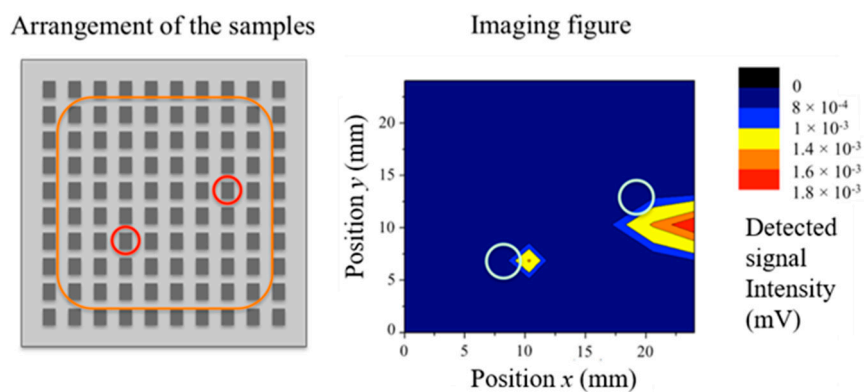 Arrangement of the samples
Imaging figure
Position y (mm)
20
15
10
5
0
0
5
10
15
20
Position x (mm)
0
8 × 10⁻⁴
1 × 10⁻³
1.4 × 10⁻³
1.6 × 10⁻³
1.8 × 10⁻³
Detected
signal
Intensity
(mV)